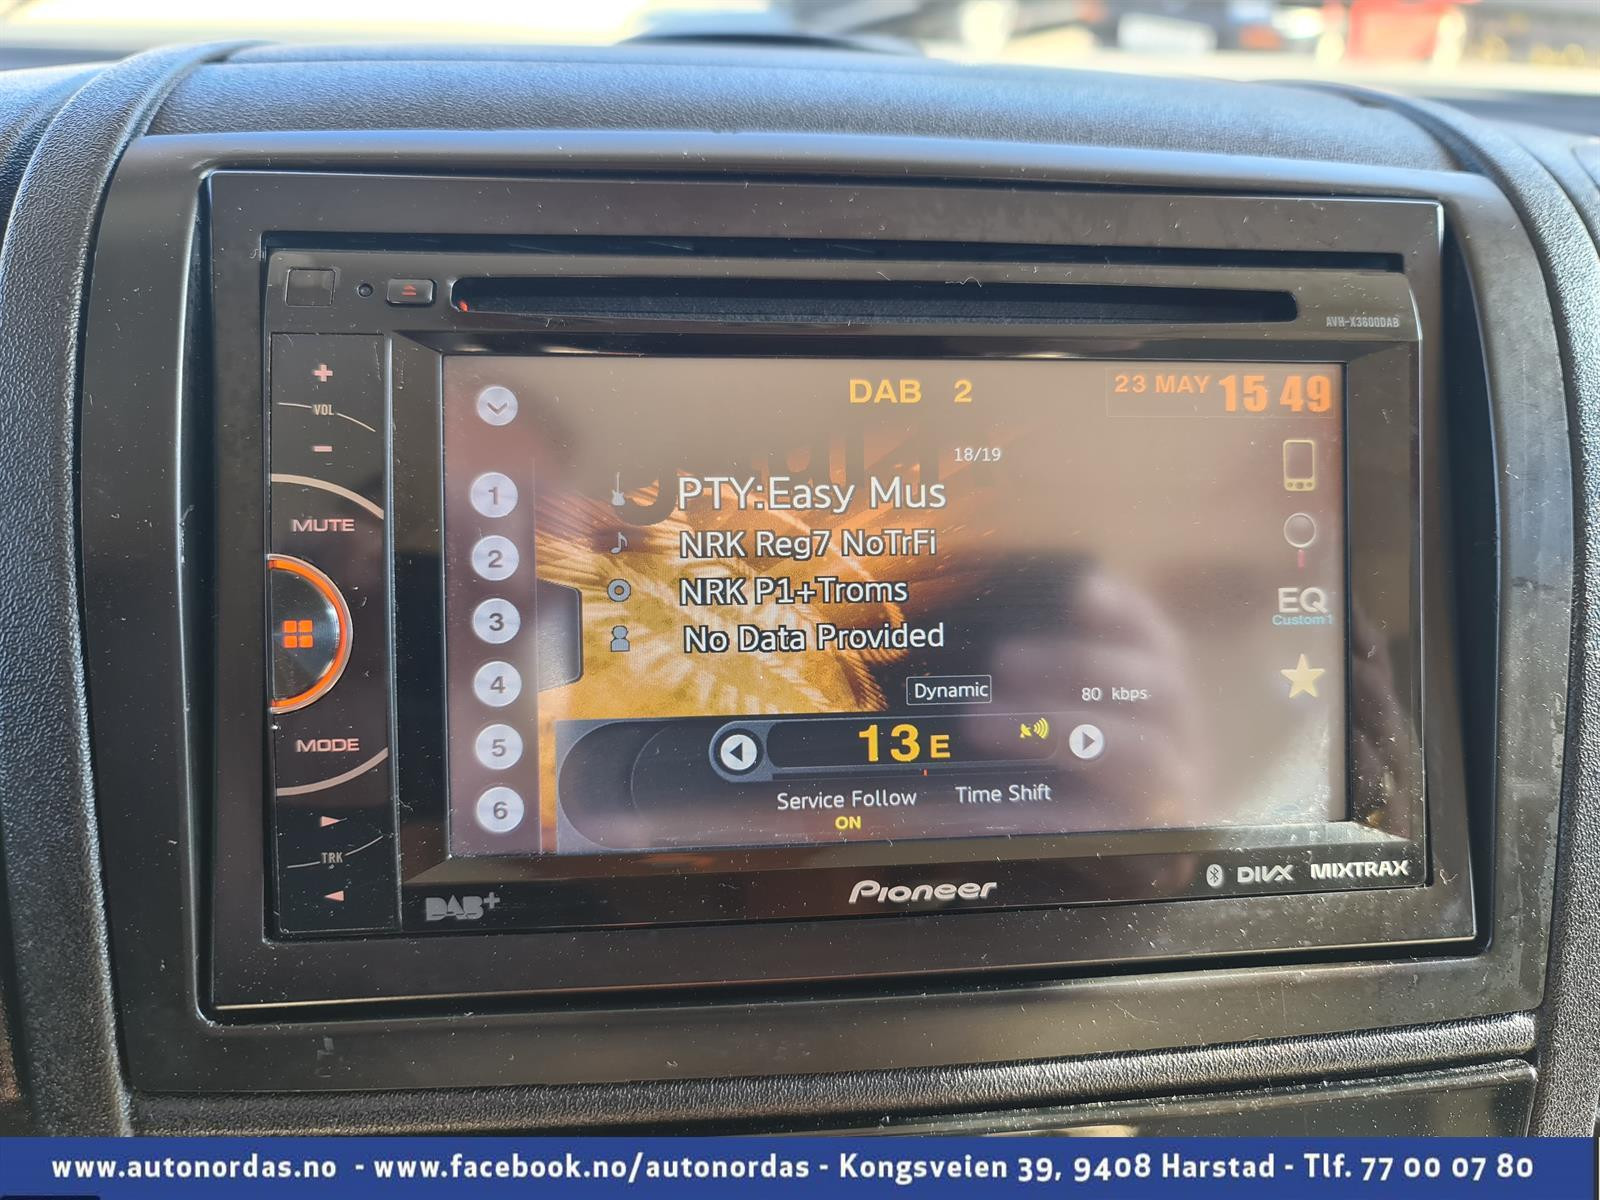 AVH-X3600DAB
+
VOL
-
MUTE
MODE
TRK
DAB 2
23 MAY 15 49
18/19
PTY:Easy Mus
NRK Reg7 NoTrFi
NRK P1+Troms
No Data Provided
1
2
3
4
5
6
EQ
Custom1
Dynamic
80 kbps
13 E
Service Follow
ON
Time Shift
DAB+
Pioneer
DIVX MIXTRAX
www.autonordas.no - www.facebook.no/autonordas - Kongsveien 39, 9408 Harstad - Tlf. 77 00 07 80